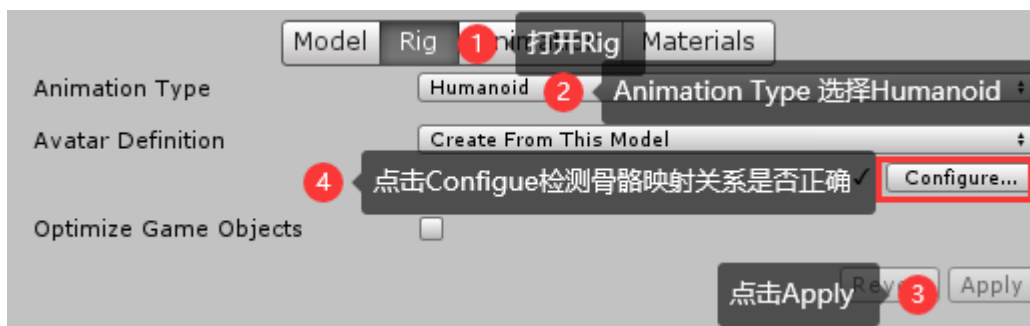 Model Rig 1 打开Rig Materials
Animation Type Humanoid 2 Animation Type 选择Humanoid
Avatar Definition Create From This Model
4 点击Configue检测骨骼映射关系是否正确 ✓ Configure...
Optimize Game Objects
点击Apply 3 Apply